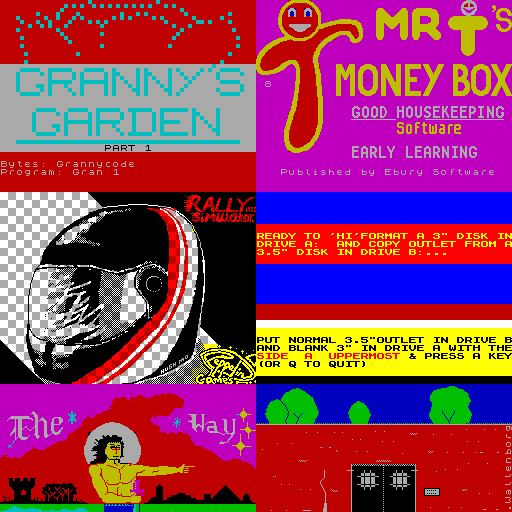 GRANNY'S
GARDEN
PART 1
Bytes: Grannycode
Program: Gran 1
MR T'S
MONEY BOX
GOOD HOUSEKEEPING
Software
EARLY LEARNING
Published by Ebury Software
RALLY
Simulator
Games
READY TO 'HI'FORMAT A 3" DISK IN
DRIVE A:  AND COPY OUTLET FROM A
3.5" DISK IN DRIVE B:...
PUT NORMAL 3.5"OUTLET IN DRIVE B
AND BLANK 3" IN DRIVE A WITH THE
SIDE A UPPERMOST & PRESS A KEY
(OR Q TO QUIT)
The Way
Wallenborg